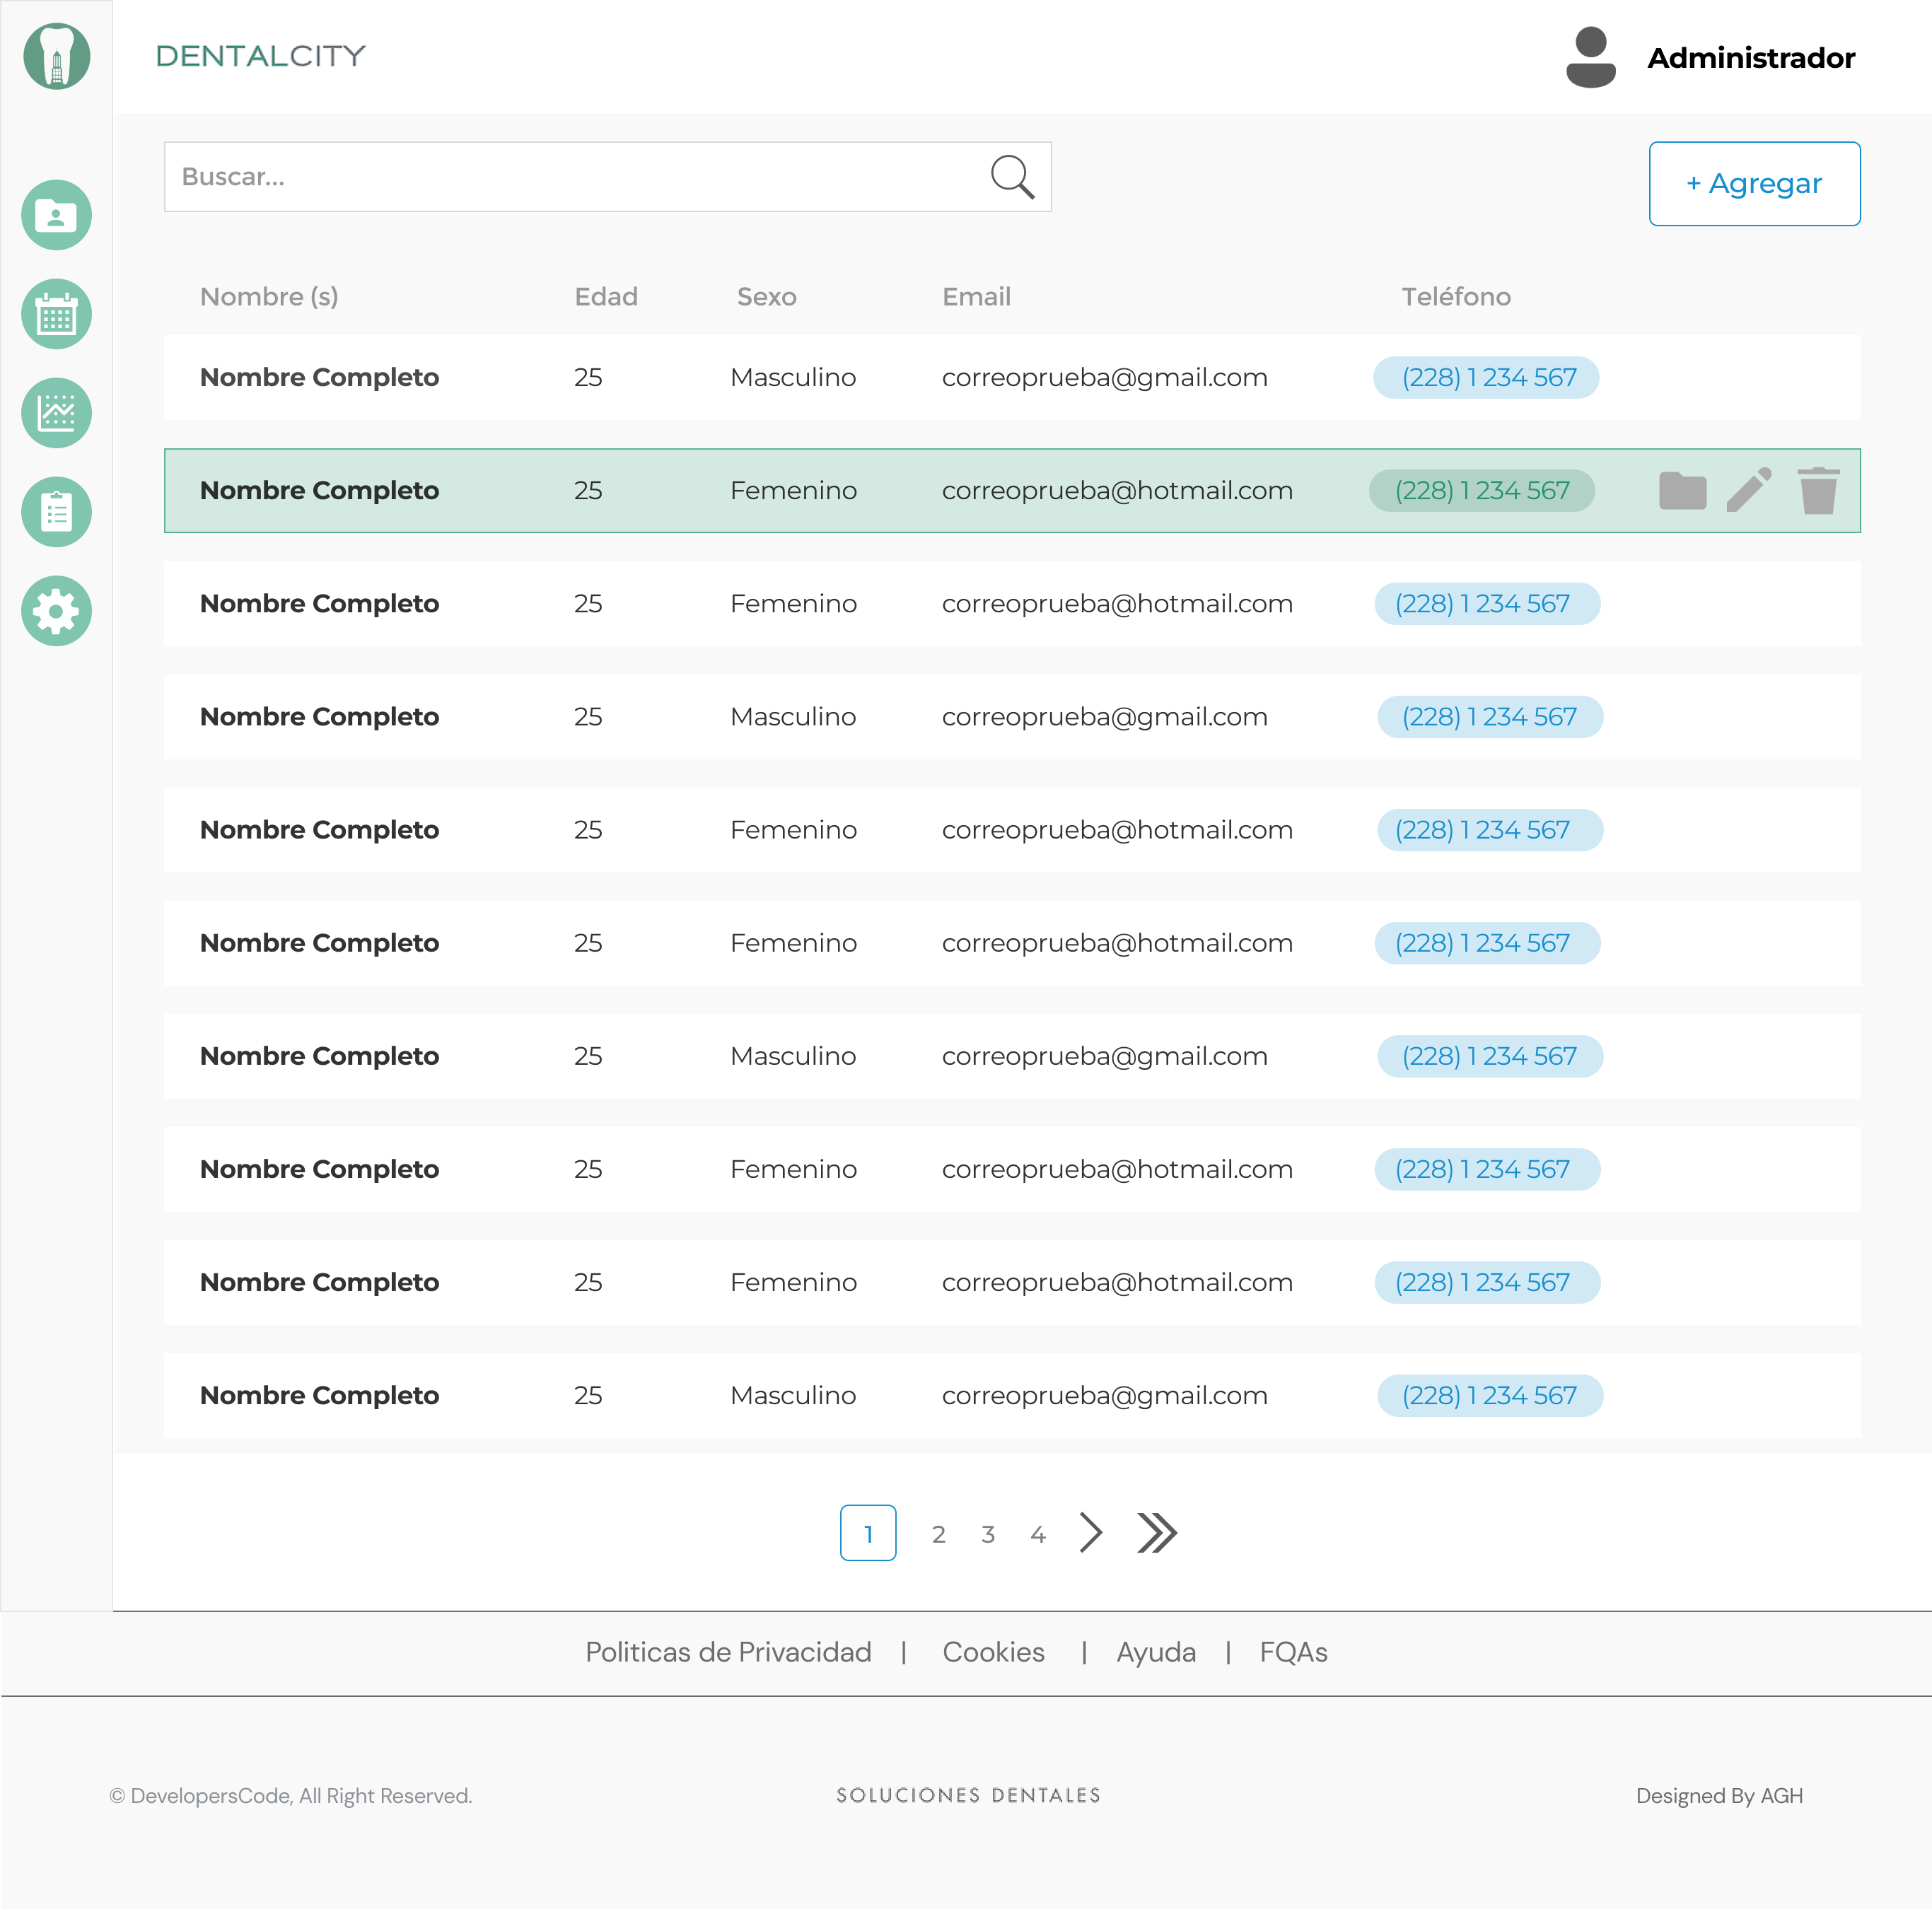 DENTALCITY
Administrador
Buscar...
+ Agregar
Nombre (s) Edad Sexo Email Teléfono
Nombre Completo 25 Masculino correoprueba@gmail.com (228) 1 234 567
Nombre Completo 25 Femenino correoprueba@hotmail.com (228) 1 234 567
Nombre Completo 25 Femenino correoprueba@hotmail.com (228) 1 234 567
Nombre Completo 25 Masculino correoprueba@gmail.com (228) 1 234 567
Nombre Completo 25 Femenino correoprueba@hotmail.com (228) 1 234 567
Nombre Completo 25 Femenino correoprueba@hotmail.com (228) 1 234 567
Nombre Completo 25 Masculino correoprueba@gmail.com (228) 1 234 567
Nombre Completo 25 Femenino correoprueba@hotmail.com (228) 1 234 567
Nombre Completo 25 Femenino correoprueba@hotmail.com (228) 1 234 567
Nombre Completo 25 Masculino correoprueba@gmail.com (228) 1 234 567
1 2 3 4
Politicas de Privacidad | Cookies | Ayuda | FQAs
© DevelopersCode, All Right Reserved. SOLUCIONES DENTALES Designed By AGH